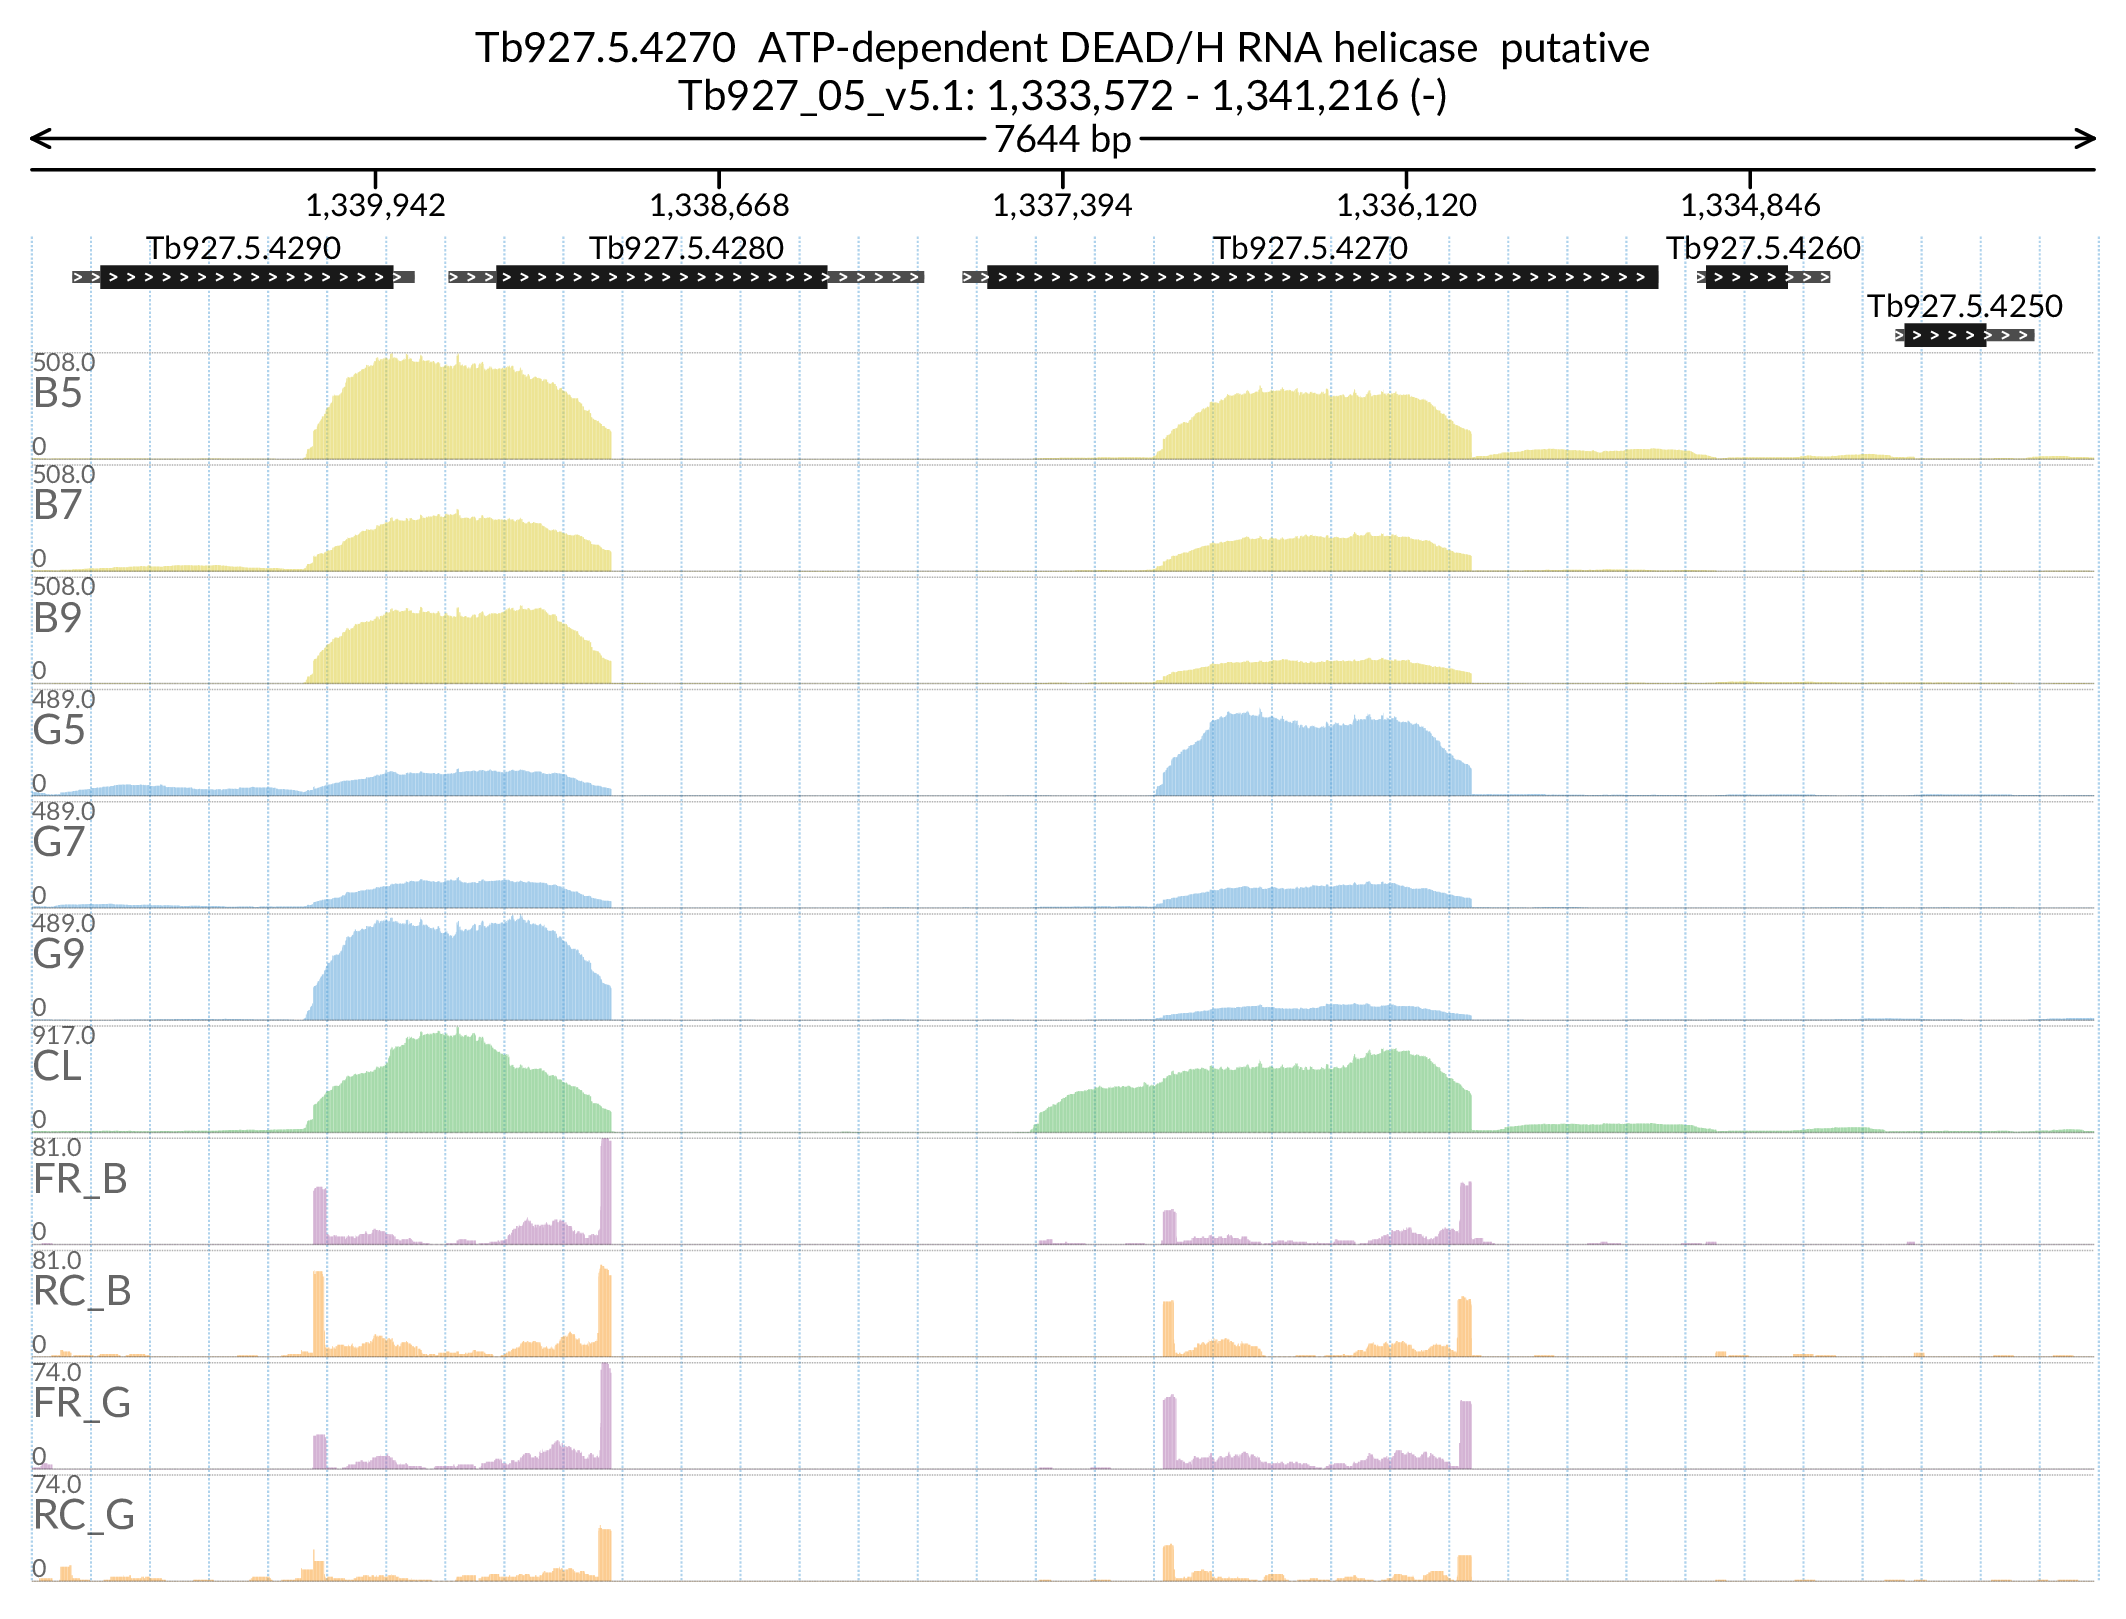 Tb927.5.4270  ATP-dependent DEAD/H RNA helicase  putative
Tb927_05_v5.1: 1,333,572 - 1,341,216 (-)
7644 bp
1,339,942 1,338,668 1,337,394 1,336,120 1,334,846
Tb927.5.4290 Tb927.5.4280 Tb927.5.4270 Tb927.5.4260
Tb927.5.4250
508.0
B5
0
508.0
B7
0
508.0
B9
0
489.0
G5
0
489.0
G7
0
489.0
G9
0
917.0
CL
0
81.0
FR_B
0
81.0
RC_B
0
74.0
FR_G
0
74.0
RC_G
0